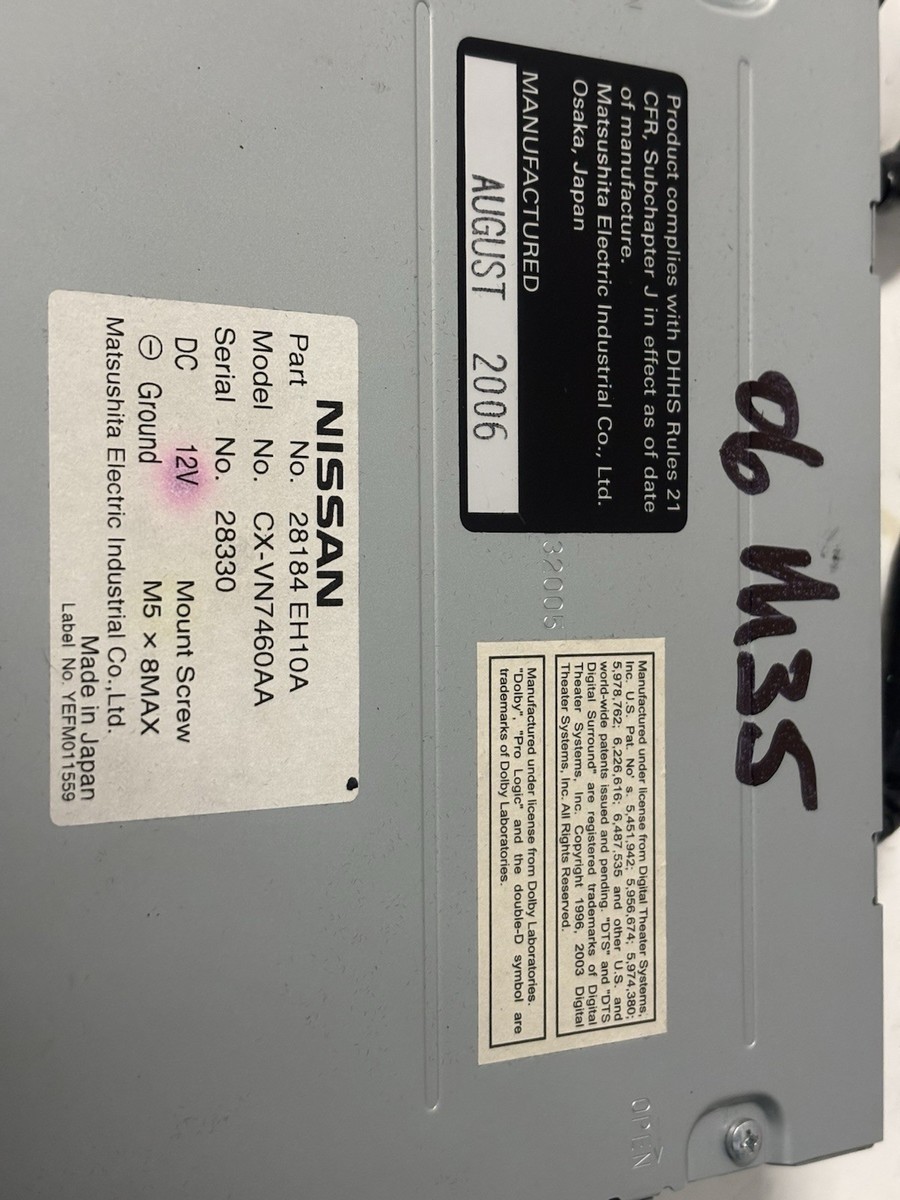 06 M35
Product complies with DHHS Rules 21
CFR, Subchapter J in effect as of date
of manufacture.
Matsushita Electric Industrial Co., Ltd.
Osaka, Japan
MANUFACTURED
AUGUST 2006
32005
Manufactured under license from Digital Theater Systems,
Inc. U.S. Pat. No's. 5,451,942; 5,956,674; 5,974,380;
5,978,762; 6,226,616; 6,487,535 and other U.S. and
world-wide patents issued and pending. "DTS" and "DTS
Digital Surround" are registered trademarks of Digital
Theater Systems, Inc. Copyright 1996, 2003 Digital
Theater Systems, Inc. All Rights Reserved.
Manufactured under license from Dolby Laboratories.
"Dolby", "Pro Logic" and the double-D symbol are
trademarks of Dolby Laboratories.
OPEN
NISSAN
Part No. 28184 EH10A
Model No. CX-VN7460AA
Serial No. 28330
DC 12V Mount Screw
⊖ Ground M5 × 8MAX
Matsushita Electric Industrial Co.,Ltd.
Made in Japan
Label No. YEFM011559